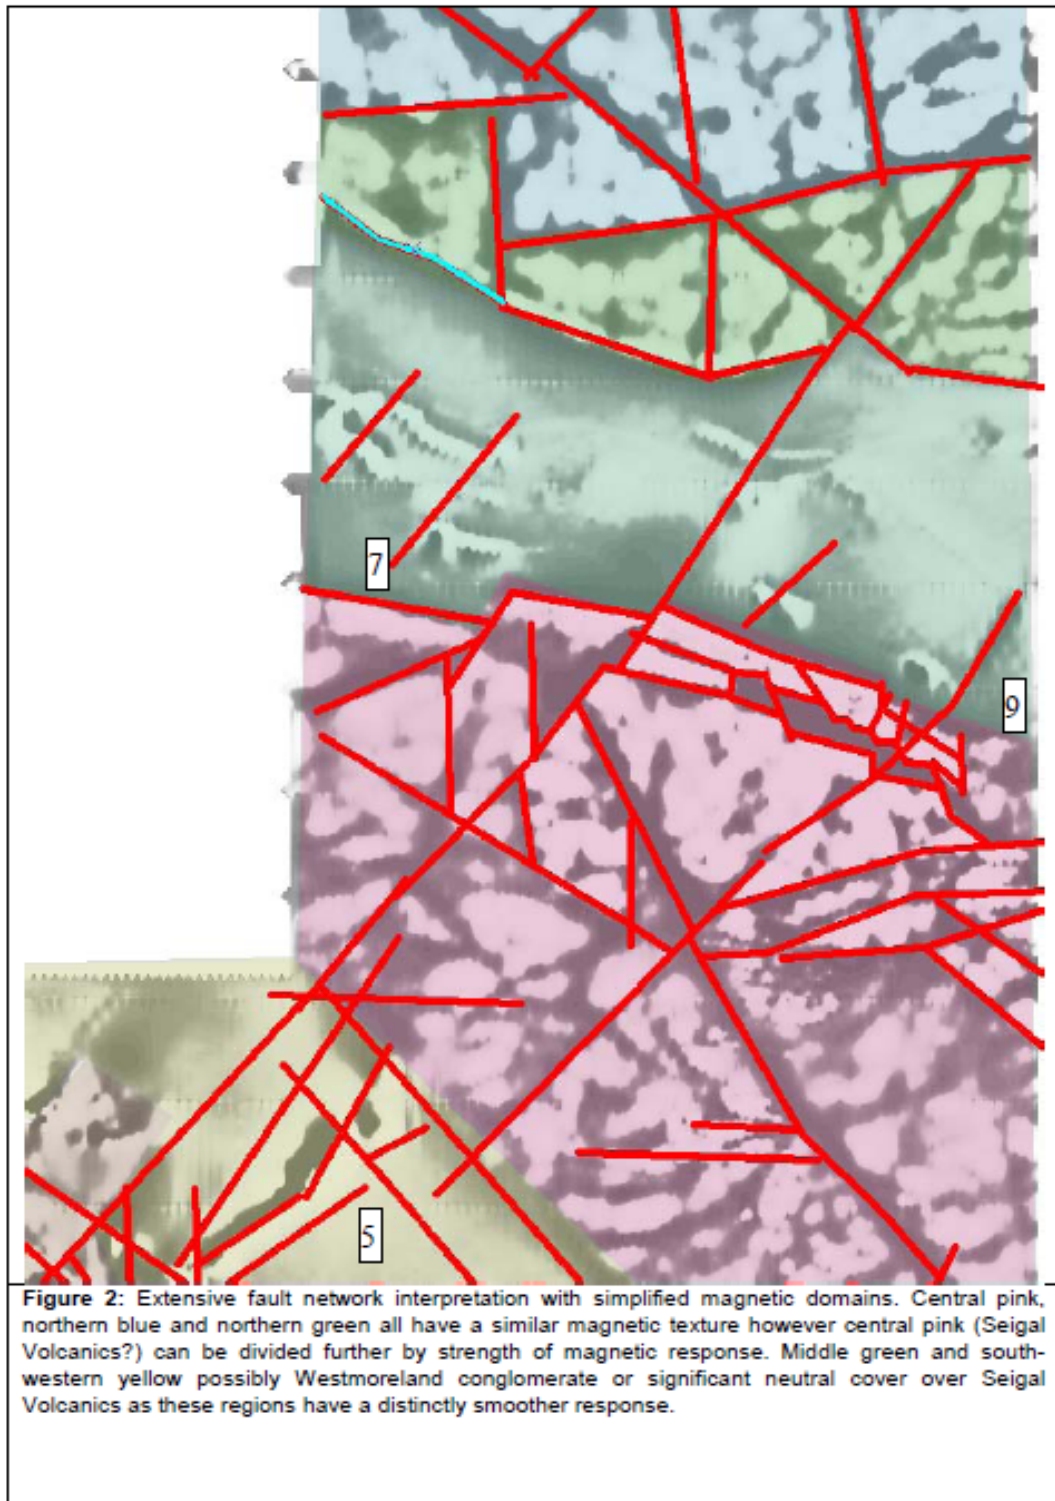 7
9
5
Figure 2: Extensive fault network interpretation with simplified magnetic domains. Central pink,
northern blue and northern green all have a similar magnetic texture however central pink (Seigal
Volcanics?) can be divided further by strength of magnetic response. Middle green and south-
western yellow possibly Westmoreland conglomerate or significant neutral cover over Seigal
Volcanics as these regions have a distinctly smoother response.